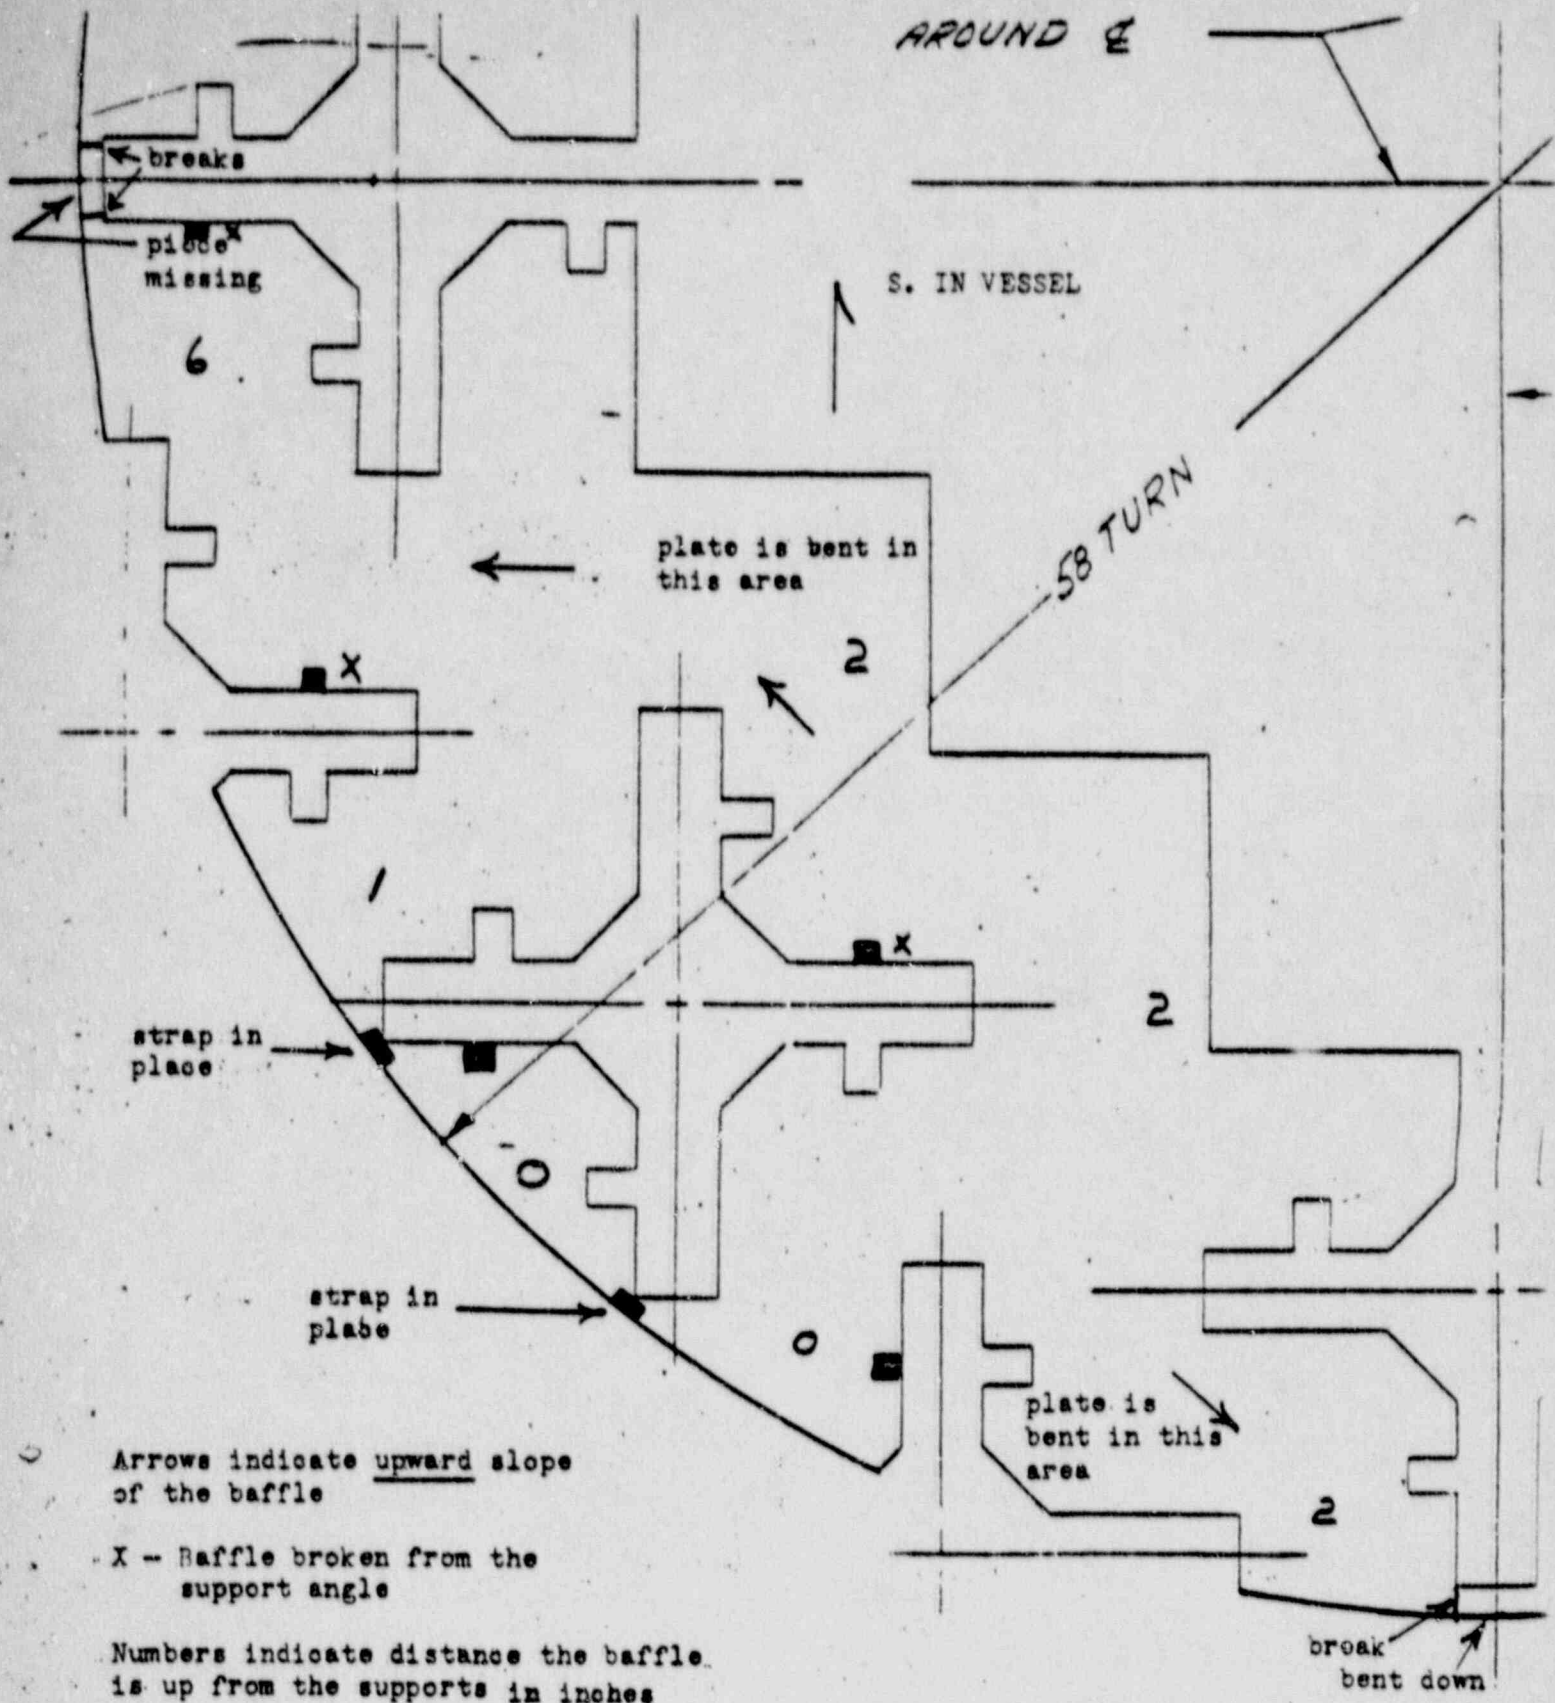 AROUND ℄
breaks
x
piece
missing
S. IN VESSEL
6
plate is bent in
this area
58 TURN
2
X
1
x
2
strap in
place
0
strap in
plabe
0
plate is
bent in this
area
2
Arrows indicate upward slope
of the baffle
X - Baffle broken from the
support angle
Numbers indicate distance the baffle
is up from the supports in inches
broak
bent down